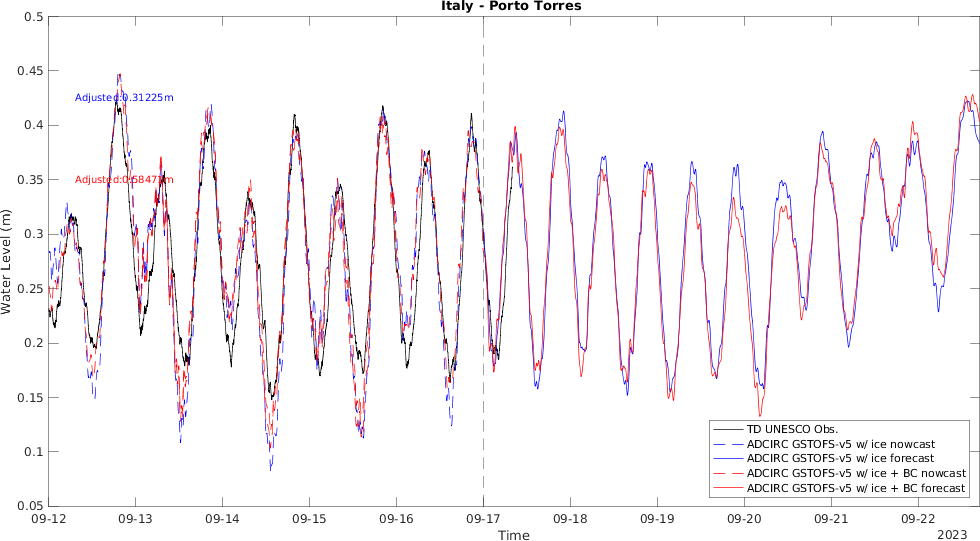 Italy - Porto Torres
Water Level (m)
0.5
0.45
0.4
0.35
0.3
0.25
0.2
0.15
0.1
0.05
Adjusted:0.31225m
09-12
09-13
09-14
09-15
09-16
09-17
09-18
09-19
09-20
09-21
09-22
Time
2023
TD UNESCO Obs.
ADCIRC GSTOFS-v5 w/ ice nowcast
ADCIRC GSTOFS-v5 w/ ice forecast
ADCIRC GSTOFS-v5 w/ ice + BC nowcast
ADCIRC GSTOFS-v5 w/ ice + BC forecast